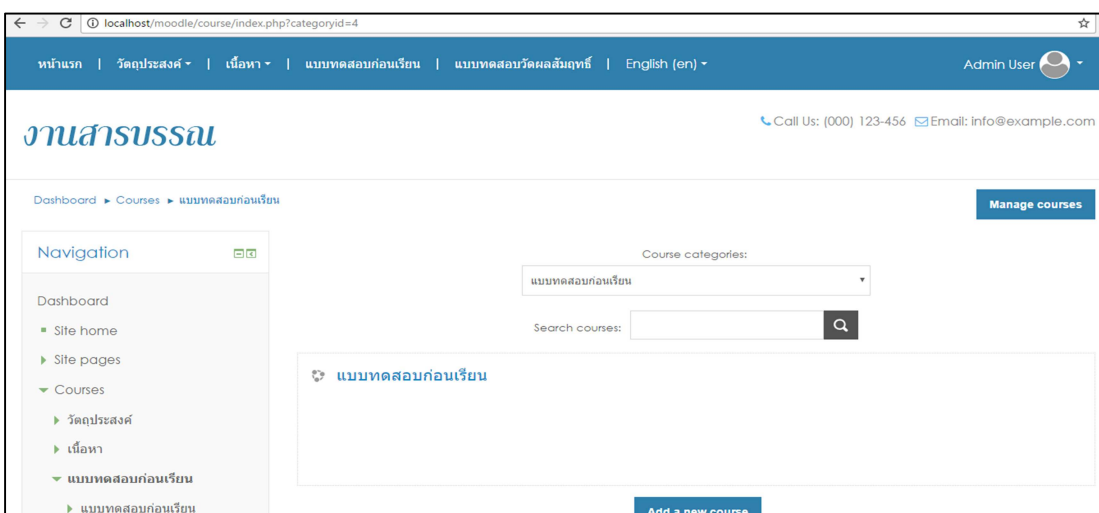 localhost/moodle/course/index.php?categoryid=4
หน้าแรก | วัตถุประสงค์ | เนื้อหา | แบบทดสอบก่อนเรียน | แบบทดสอบวัดผลสัมฤทธิ์ | English (en) Admin User
งานสารบรรณ
Call Us: (000) 123-456 Email: info@example.com
Dashboard ► Courses ► แบบทดสอบก่อนเรียน
Manage courses
Navigation
Dashboard
Site home
Site pages
Courses
วัตถุประสงค์
เนื้อหา
แบบทดสอบก่อนเรียน
แบบทดสอบก่อนเรียน
Course categories:
แบบทดสอบก่อนเรียน
Search courses:
แบบทดสอบก่อนเรียน
Add a new course